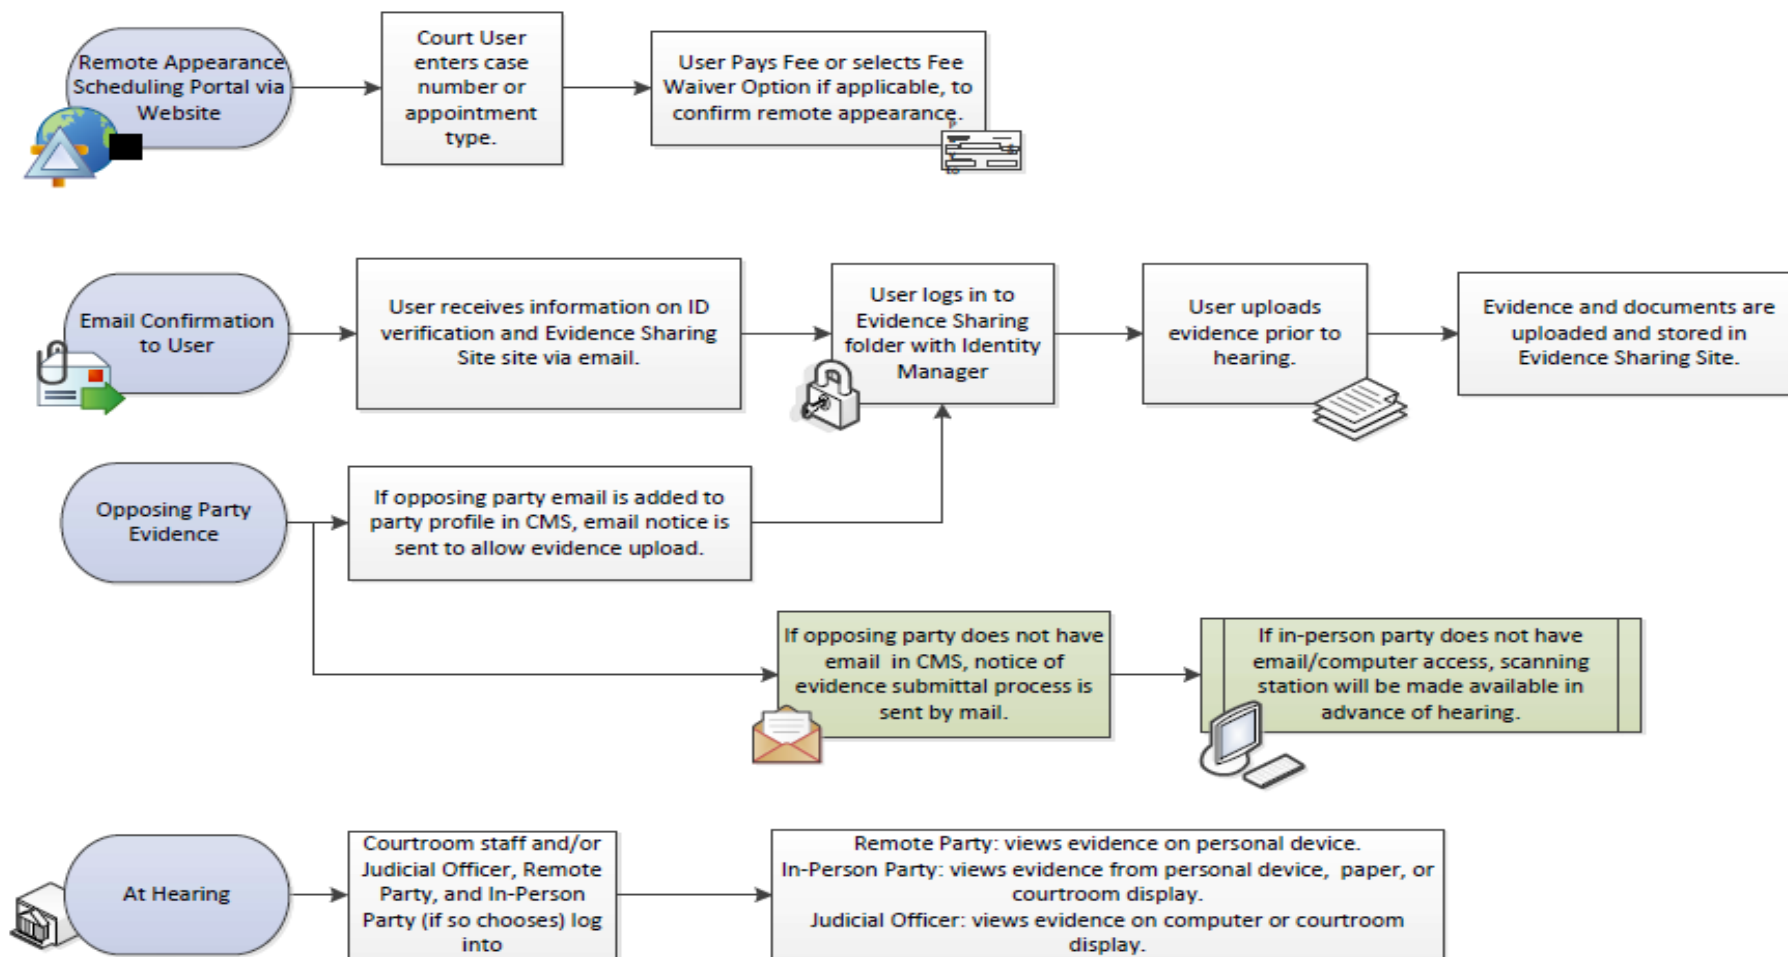 Remote Appearance
Scheduling Portal via
Website
Court User
enters case
number or
appointment
type.
User Pays Fee or selects Fee
Waiver Option if applicable, to
confirm remote appearance.
Email Confirmation
to User
User receives information on ID
verification and Evidence Sharing
Site site via email.
User logs in to
Evidence Sharing
folder with Identity
Manager
User uploads
evidence prior to
hearing.
Evidence and documents are
uploaded and stored in
Evidence Sharing Site.
Opposing Party
Evidence
If opposing party email is added to
party profile in CMS, email notice is
sent to allow evidence upload.
If opposing party does not have
email in CMS, notice of
evidence submittal process is
sent by mail.
If in-person party does not have
email/computer access, scanning
station will be made available in
advance of hearing.
At Hearing
Courtroom staff and/or
Judicial Officer, Remote
Party, and In-Person
Party (if so chooses) log
into
Remote Party: views evidence on personal device.
In-Person Party: views evidence from personal device, paper, or
courtroom display.
Judicial Officer: views evidence on computer or courtroom
display.